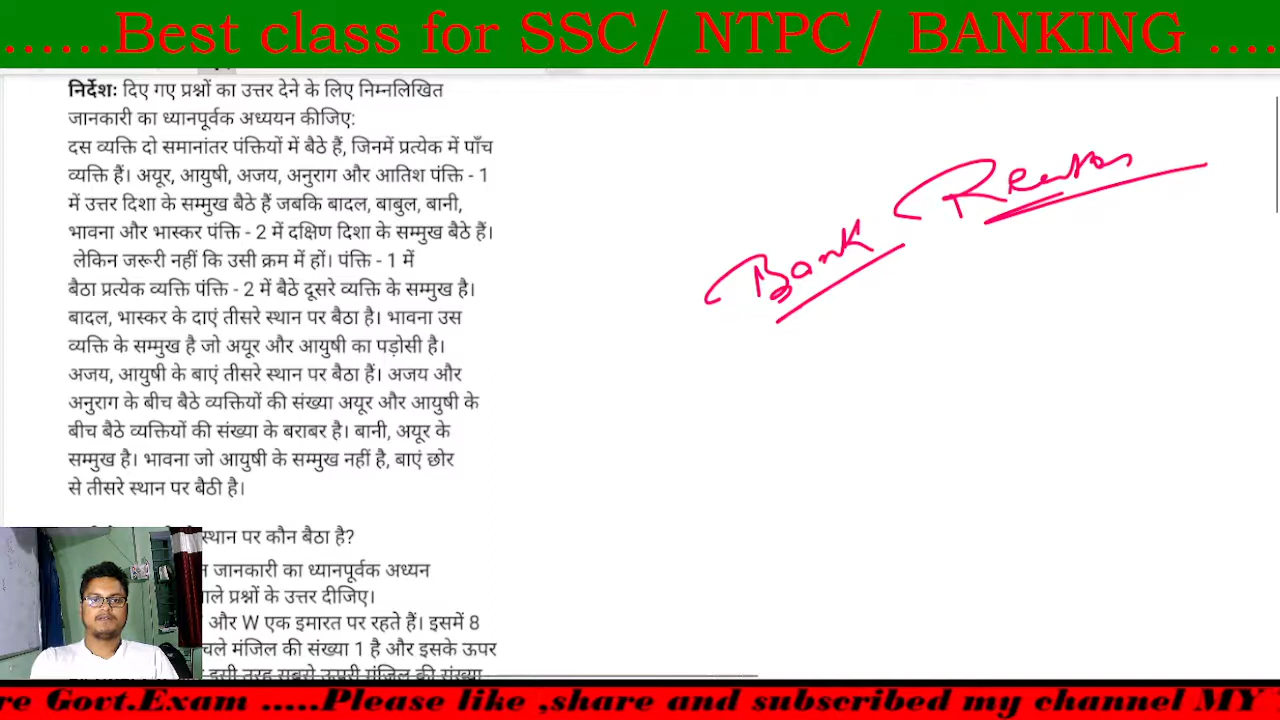 ......Best class for SSC/ NTPC/ BANKING ....
निर्देशः दिए गए प्रश्नों का उत्तर देने के लिए निम्नलिखित
जानकारी का ध्यानपूर्वक अध्ययन कीजिए:
दस व्यक्ति दो समानांतर पंक्तियों में बैठे हैं, जिनमें प्रत्येक में पाँच
व्यक्ति हैं। अयूर, आयुषी, अजय, अनुराग और आतिश पंक्ति - 1
में उत्तर दिशा के सम्मुख बैठे हैं जबकि बादल, बाबुल, बानी,
भावना और भास्कर पंक्ति - 2 में दक्षिण दिशा के सम्मुख बैठे हैं।
लेकिन जरूरी नहीं कि उसी क्रम में हों। पंक्ति - 1 में
बैठा प्रत्येक व्यक्ति पंक्ति - 2 में बैठे दूसरे व्यक्ति के सम्मुख है।
बादल, भास्कर के दाएं तीसरे स्थान पर बैठा है। भावना उस
व्यक्ति के सम्मुख है जो अयूर और आयुषी का पड़ोसी है।
अजय, आयुषी के बाएं तीसरे स्थान पर बैठा हैं। अजय और
अनुराग के बीच बैठे व्यक्तियों की संख्या अयूर और आयुषी के
बीच बैठे व्यक्तियों की संख्या के बराबर है। बानी, अयूर के
सम्मुख है। भावना जो आयुषी के सम्मुख नहीं है, बाएं छोर
से तीसरे स्थान पर बैठी है।
Bank
स्थान पर कौन बैठा है?
जानकारी का ध्यानपूर्वक अध्यन
प्रश्नों के उत्तर दीजिए।
और W एक इमारत पर रहते हैं। इसमें 8
मंजिल की संख्या 1 है और इसके ऊपर
इसी तरह सबसे ऊपरी मंजिल की संख्या
re Govt.Exam .....Please like ,share and subscribed my channel MY